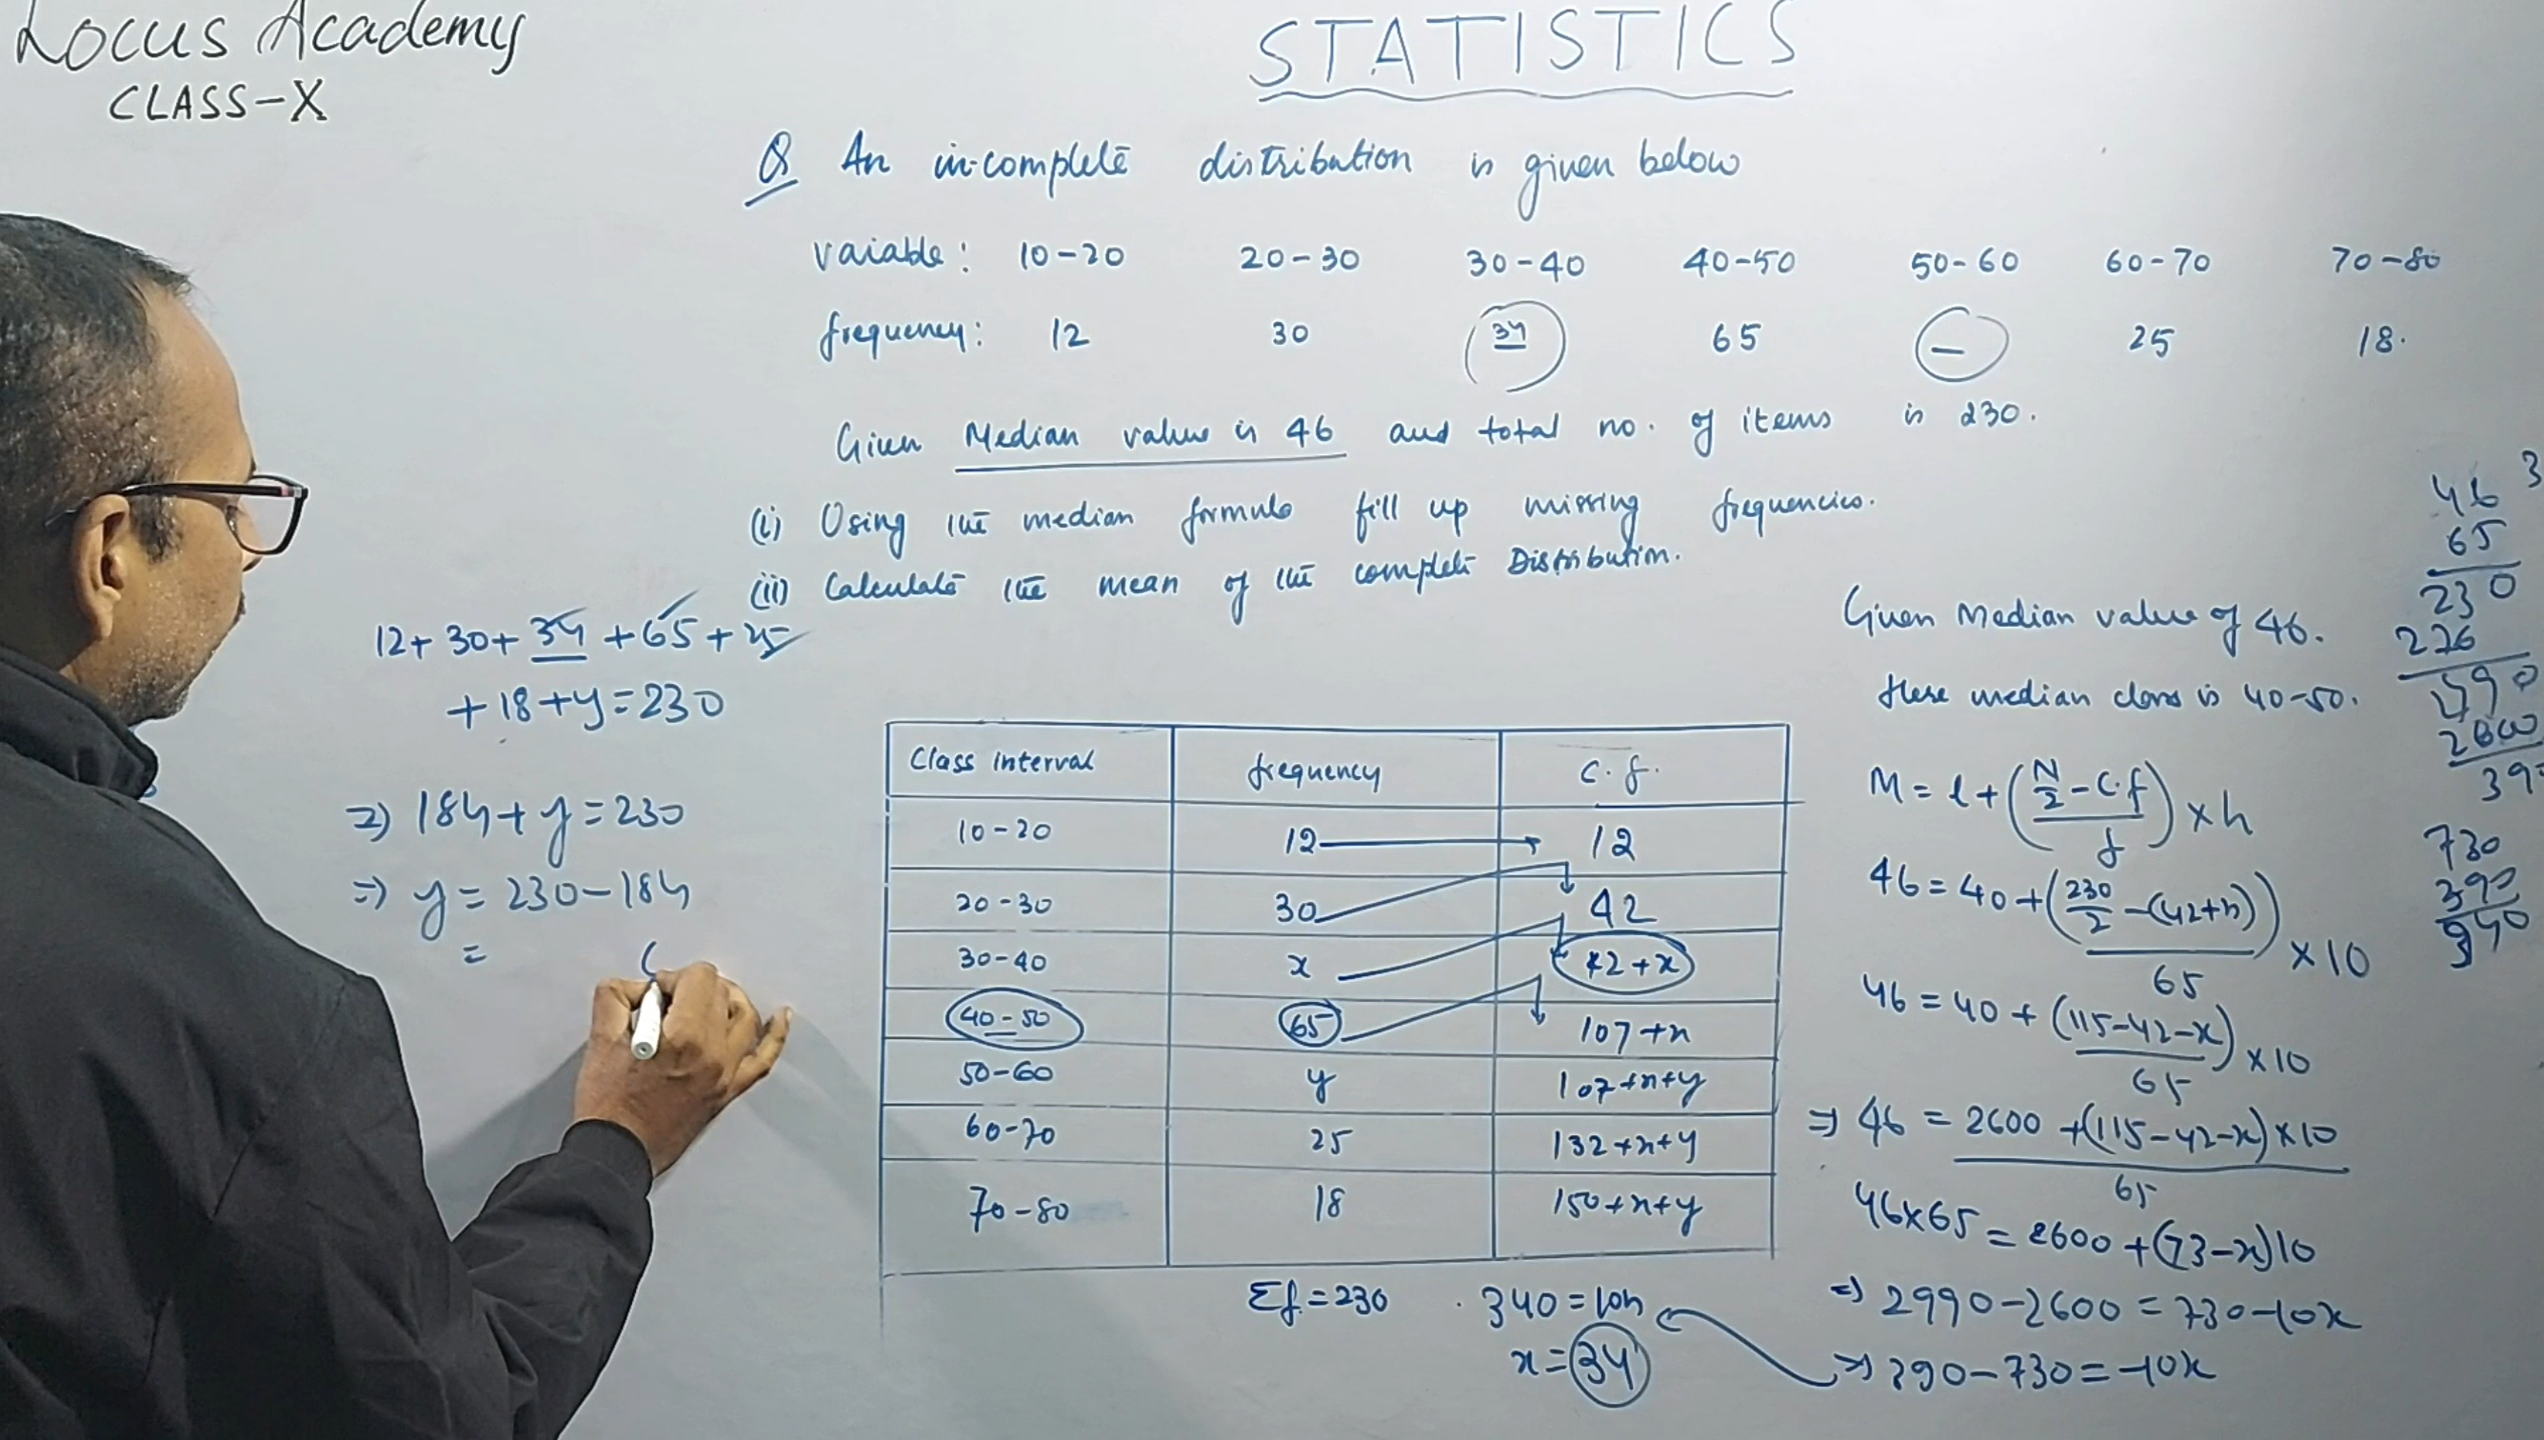 Locus Academy
CLASS-X
STATISTICS
Q An in-complete distribution is given below
vaiable: 10-20 20-30 30-40 40-50 50-60 60-70 70-80
frequency: 12 30 34 65 — 25 18.
Given Median value is 46 and total no. of items is 230.
(i) Using the median formula fill up missing frequencies.
(ii) Calculate the mean of the complete Distribution.
12+30+34+65+25
+18+y=230
=) 184+y=230
=) y=230-184
=
Class Interval frequency c.f.
10-20 12 12
20-30 30 42
30-40 x 42+x
40-50 65 107+x
50-60 y 107+x+y
60-70 25 132+x+y
70-80 18 150+x+y
Σf=230
340=10x
x=34
Given Median value of 46.
Here median class is 40-50.
M=l+(N/2-c.f/f)×h
46=40+(230/2-(42+x)/65)×10
46=40+(115-42-x/65)×10
=) 46=2600+(115-42-x)×10/65
46×65=2600+(73-x)10
=) 2990-2600=730-10x
=) 390-730=-10x
46 3
65
230
276
2990
2600
39
730
390
340